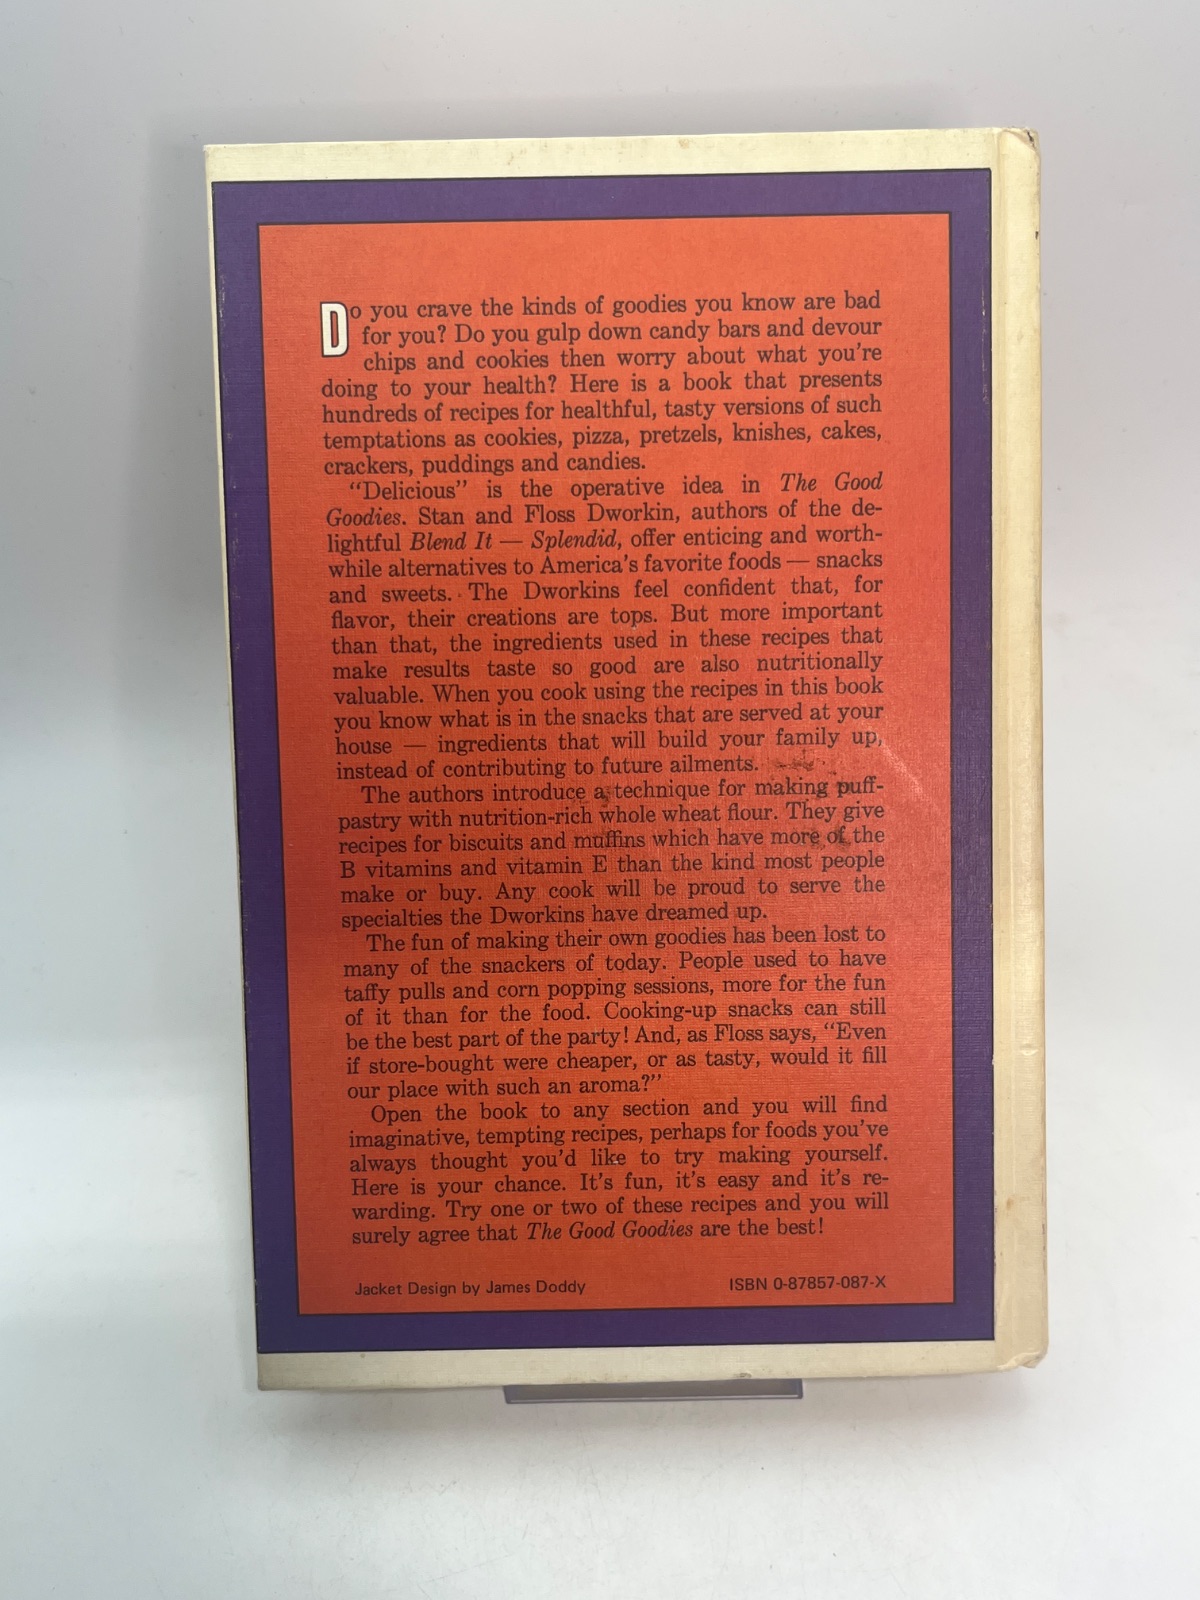 Do you crave the kinds of goodies you know are bad
for you? Do you gulp down candy bars and devour
chips and cookies then worry about what you're
doing to your health? Here is a book that presents
hundreds of recipes for healthful, tasty versions of such
temptations as cookies, pizza, pretzels, knishes, cakes,
crackers, puddings and candies.
"Delicious" is the operative idea in The Good
Goodies. Stan and Floss Dworkin, authors of the de-
lightful Blend It — Splendid, offer enticing and worth-
while alternatives to America's favorite foods — snacks
and sweets. The Dworkins feel confident that, for
flavor, their creations are tops. But more important
than that, the ingredients used in these recipes that
make results taste so good are also nutritionally
valuable. When you cook using the recipes in this book
you know what is in the snacks that are served at your
house — ingredients that will build your family up,
instead of contributing to future ailments.
The authors introduce a technique for making puff-
pastry with nutrition-rich whole wheat flour. They give
recipes for biscuits and muffins which have more of the
B vitamins and vitamin E than the kind most people
make or buy. Any cook will be proud to serve the
specialties the Dworkins have dreamed up.
The fun of making their own goodies has been lost to
many of the snackers of today. People used to have
taffy pulls and corn popping sessions, more for the fun
of it than for the food. Cooking-up snacks can still
be the best part of the party! And, as Floss says, "Even
if store-bought were cheaper, or as tasty, would it fill
our place with such an aroma?"
Open the book to any section and you will find
imaginative, tempting recipes, perhaps for foods you've
always thought you'd like to try making yourself.
Here is your chance. It's fun, it's easy and it's re-
warding. Try one or two of these recipes and you will
surely agree that The Good Goodies are the best!
Jacket Design by James Doddy
ISBN 0-87857-087-X